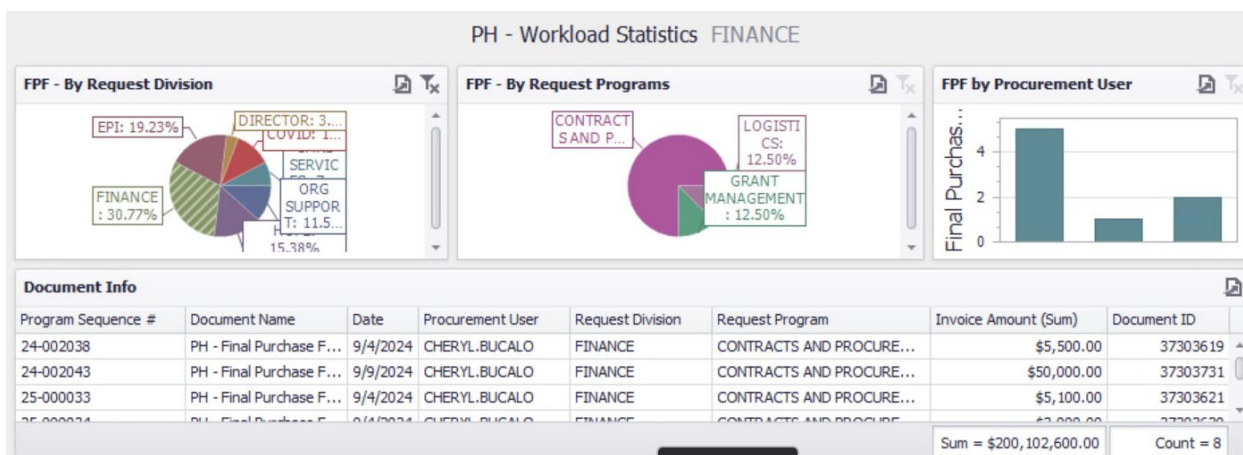 PH - Workload Statistics FINANCE
FPF - By Request Division
EPI: 19.23%
DIRECTOR: 3....
COVID: 1...
SERVIC
FINANCE
: 30.77%
ORG
SUPPOR
T: 11.5...
15.38%
FPF - By Request Programs
CONTRACT
S AND P...
LOGISTI
CS:
12.50%
GRANT
MANAGEMENT
: 12.50%
FPF by Procurement User
Final Purchas...
4
2
0
Document Info
Program Sequence # Document Name Date Procurement User Request Division Request Program Invoice Amount (Sum) Document ID
24-002038 PH - Final Purchase F... 9/4/2024 CHERYL.BUCALO FINANCE CONTRACTS AND PROCURE... $5,500.00 37303619
24-002043 PH - Final Purchase F... 9/9/2024 CHERYL.BUCALO FINANCE CONTRACTS AND PROCURE... $50,000.00 37303731
25-000033 PH - Final Purchase F... 9/4/2024 CHERYL.BUCALO FINANCE CONTRACTS AND PROCURE... $5,100.00 37303621
Sum = $200,102,600.00 Count = 8